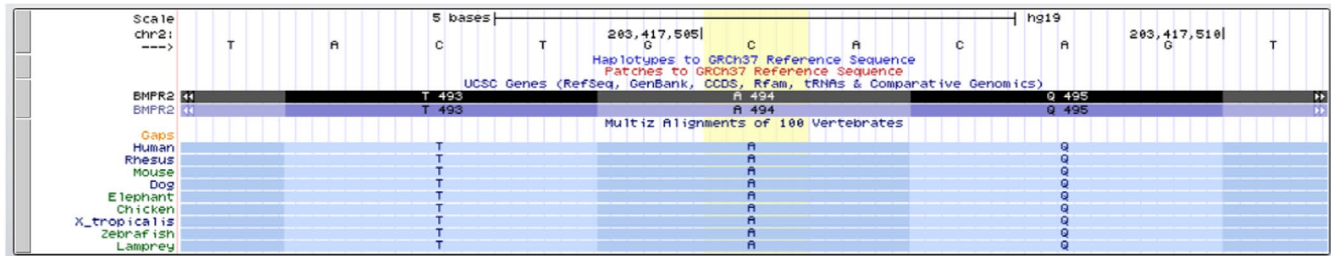 Scale 5 bases hg19
chr2: 203,417,505| 203,417,510|
---> T A C T G C A C A G T
Haplotypes to GRCh37 Reference Sequence
Patches to GRCh37 Reference Sequence
UCSC Genes (RefSeq, GenBank, CCDS, Rfam, tRNAs & Comparative Genomics)
BMPR2 T 493 A 494 Q 495
BMPR2 T 493 A 494 Q 495
Multiz Alignments of 100 Vertebrates
Gaps
Human T A Q
Rhesus T A Q
Mouse T A Q
Dog T A Q
Elephant T A Q
Chicken T A Q
X_tropicalis T A Q
Zebrafish T A Q
Lamprey T A Q